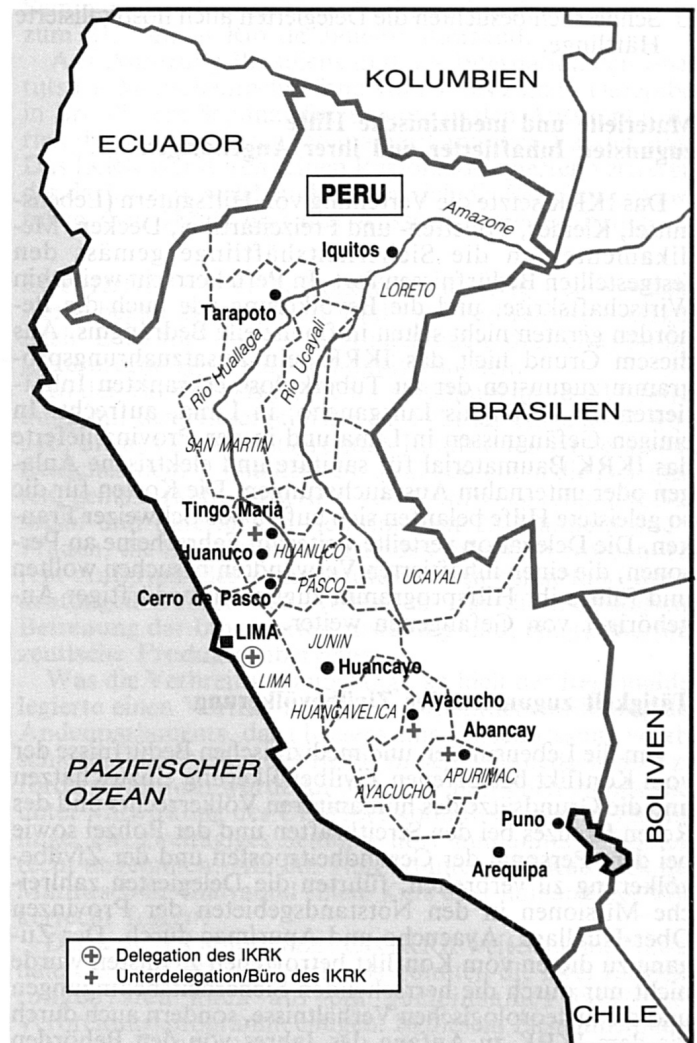 KOLUMBIEN
ECUADOR
PERU
Amazone
Iquitos
LORETO
Tarapoto
Rio Huallaga
Rio Ucayali
BRASILIEN
SAN MARTIN
Tingo Maria
Huanuco
HUANUCO
UCAYALI
PASCO
Cerro de Pasco
LIMA
JUNIN
LIMA
Huancayo
HUANGAVELICA
Ayacucho
Abancay
PAZIFISCHER
OZEAN
AYACUCHO
APURIMAC
BOLIVIEN
Puno
Arequipa
Delegation des IKRK
Unterdelegation/Büro des IKRK
CHILE